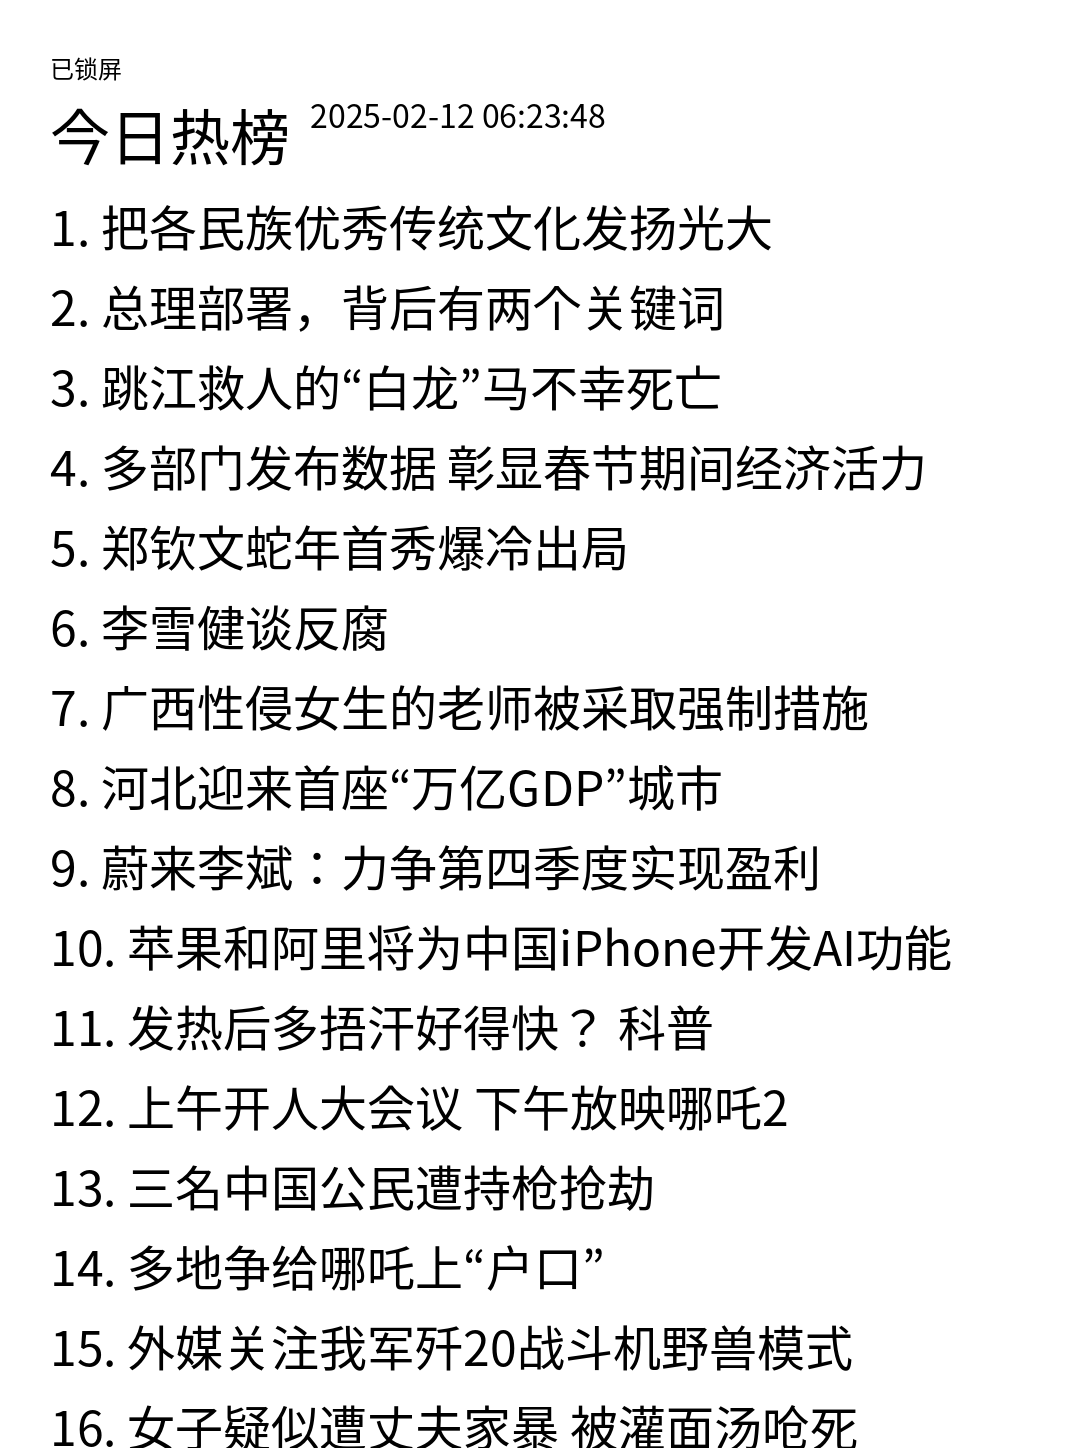 已锁屏
今日热榜 2025-02-12 06:23:48
1. 把各民族优秀传统文化发扬光大
2. 总理部署，背后有两个关键词
3. 跳江救人的“白龙”马不幸死亡
4. 多部门发布数据 彰显春节期间经济活力
5. 郑钦文蛇年首秀爆冷出局
6. 李雪健谈反腐
7. 广西性侵女生的老师被采取强制措施
8. 河北迎来首座“万亿GDP”城市
9. 蔚来李斌：力争第四季度实现盈利
10. 苹果和阿里将为中国iPhone开发AI功能
11. 发热后多捂汗好得快？ 科普
12. 上午开人大会议 下午放映哪吒2
13. 三名中国公民遭持枪抢劫
14. 多地争给哪吒上“户口”
15. 外媒关注我军歼20战斗机野兽模式
16. 女子疑似遭丈夫家暴 被灌面汤呛死